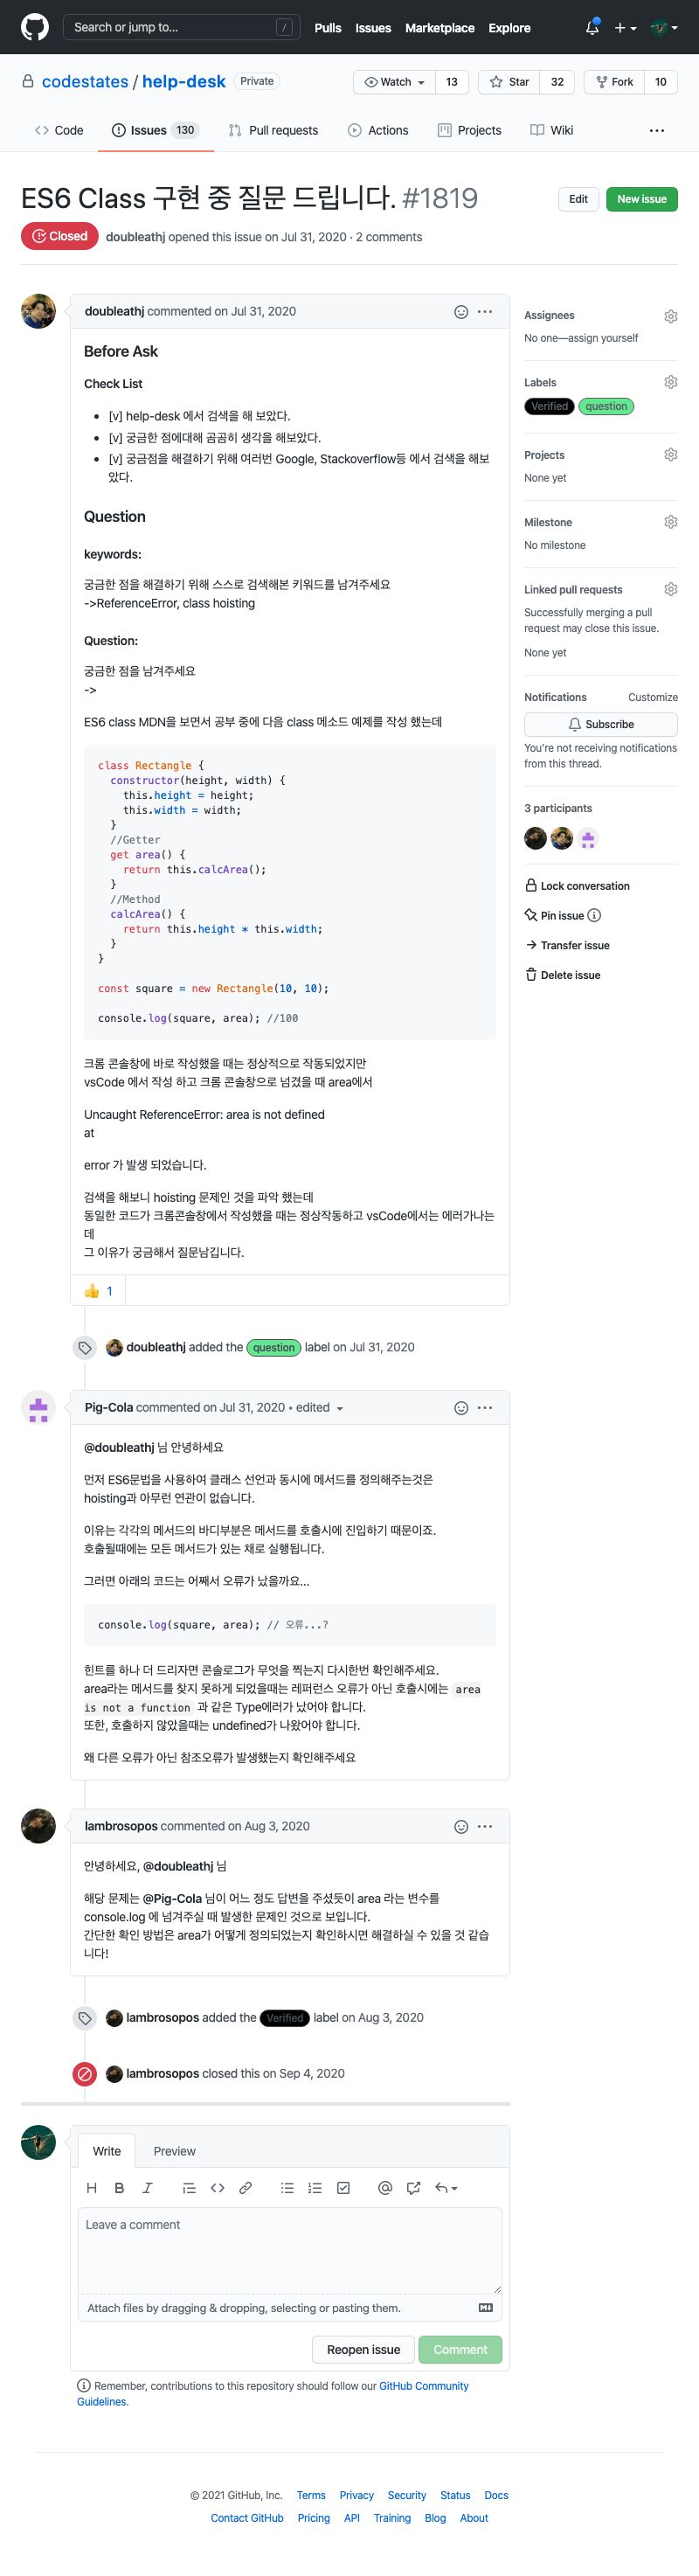 Search or jump to... /
Pulls Issues Marketplace Explore
codestates / help-desk Private
Watch 13 Star 32 Fork 10
Code Issues 130 Pull requests Actions Projects Wiki
ES6 Class 구현 중 질문 드립니다. #1819
Edit New issue
Closed doubleathj opened this issue on Jul 31, 2020 · 2 comments
doubleathj commented on Jul 31, 2020
Before Ask
Check List
[v] help-desk 에서 검색을 해 보았다.
[v] 궁금한 점에대해 곰곰히 생각을 해보았다.
[v] 궁금점을 해결하기 위해 여러번 Google, Stackoverflow등 에서 검색을 해보
았다.
Question
keywords:
궁금한 점을 해결하기 위해 스스로 검색해본 키워드를 남겨주세요
->ReferenceError, class hoisting
Question:
궁금한 점을 남겨주세요
->
ES6 class MDN을 보면서 공부 중에 다음 class 메소드 예제를 작성 했는데
class Rectangle {
constructor(height, width) {
this.height = height;
this.width = width;
}
//Getter
get area() {
return this.calcArea();
}
//Method
calcArea() {
return this.height * this.width;
}
}
const square = new Rectangle(10, 10);
console.log(square, area); //100
크롬 콘솔창에 바로 작성했을 때는 정상적으로 작동되었지만
vsCode 에서 작성 하고 크롬 콘솔창으로 넘겼을 때 area에서
Uncaught ReferenceError: area is not defined
at
error 가 발생 되었습니다.
검색을 해보니 hoisting 문제인 것을 파악 했는데
동일한 코드가 크롬콘솔창에서 작성했을 때는 정상작동하고 vsCode에서는 에러가나는
데
그 이유가 궁금해서 질문남깁니다.
👍 1
doubleathj added the question label on Jul 31, 2020
Pig-Cola commented on Jul 31, 2020 • edited
@doubleathj 님 안녕하세요
먼저 ES6문법을 사용하여 클래스 선언과 동시에 메서드를 정의해주는것은
hoisting과 아무런 연관이 없습니다.
이유는 각각의 메서드의 바디부분은 메서드를 호출시에 진입하기 때문이죠.
호출될때에는 모든 메서드가 있는 채로 실행됩니다.
그러면 아래의 코드는 어째서 오류가 났을까요...
console.log(square, area); // 오류...?
힌트를 하나 더 드리자면 콘솔로그가 무엇을 찍는지 다시한번 확인해주세요.
area라는 메서드를 찾지 못하게 되었을때는 레퍼런스 오류가 아닌 호출시에는 area
is not a function 과 같은 Type에러가 났어야 합니다.
또한, 호출하지 않았을때는 undefined가 나왔어야 합니다.
왜 다른 오류가 아닌 참조오류가 발생했는지 확인해주세요
lambrosopos commented on Aug 3, 2020
안녕하세요, @doubleathj 님
해당 문제는 @Pig-Cola 님이 어느 정도 답변을 주셨듯이 area 라는 변수를
console.log 에 넘겨주실 때 발생한 문제인 것으로 보입니다.
간단한 확인 방법은 area가 어떻게 정의되었는지 확인하시면 해결하실 수 있을 것 같습
니다!
lambrosopos added the Verified label on Aug 3, 2020
lambrosopos closed this on Sep 4, 2020
Write Preview
Leave a comment
Attach files by dragging & dropping, selecting or pasting them.
Reopen issue Comment
Remember, contributions to this repository should follow our GitHub Community
Guidelines.
Assignees
No one—assign yourself
Labels
Verified question
Projects
None yet
Milestone
No milestone
Linked pull requests
Successfully merging a pull
request may close this issue.
None yet
Notifications Customize
Subscribe
You're not receiving notifications
from this thread.
3 participants
Lock conversation
Pin issue
Transfer issue
Delete issue
© 2021 GitHub, Inc. Terms Privacy Security Status Docs
Contact GitHub Pricing API Training Blog About